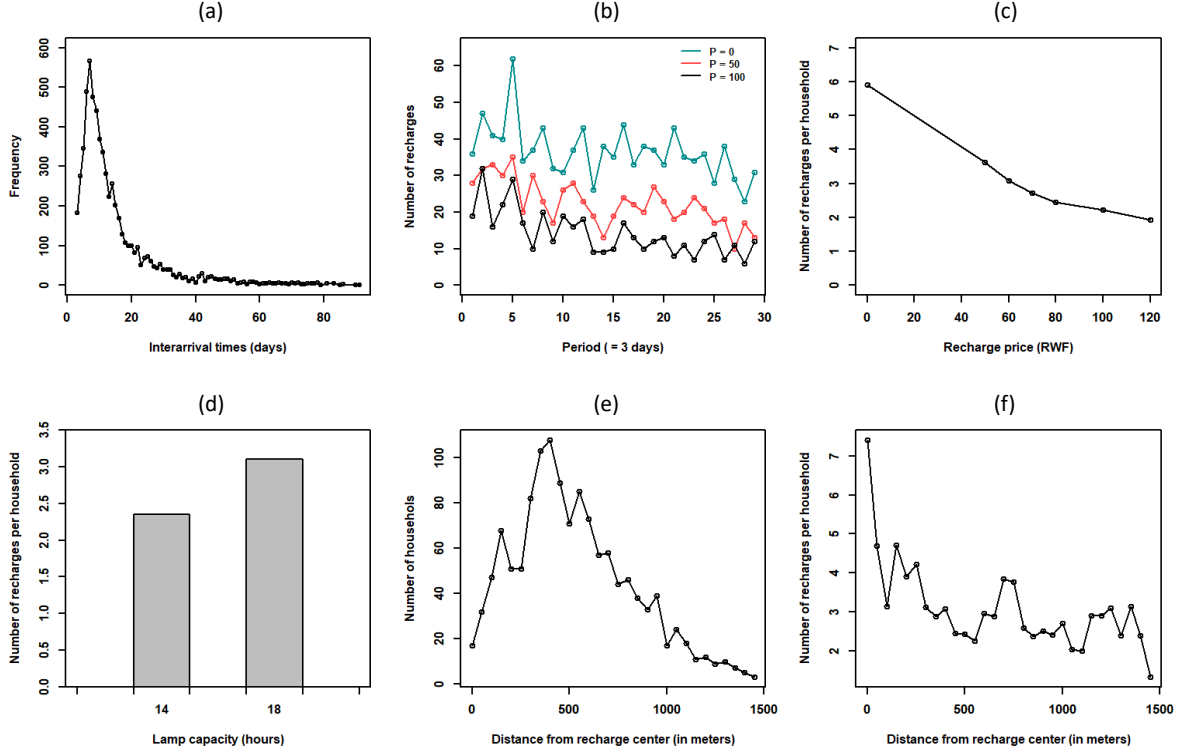 (a)
600
500
400
300
200
100
0
Frequency
0 20 40 60 80
Interarrival times (days)
(b)
60
50
40
30
20
10
0
Number of recharges
P = 0
P = 50
P = 100
0 5 10 15 20 25 30
Period ( = 3 days)
(c)
7
6
5
4
3
2
1
0
Number of recharges per household
0 20 40 60 80 100 120
Recharge price (RWF)
(d)
3.5
3.0
2.5
2.0
1.5
1.0
0.5
0.0
Number of recharges per household
14 18
Lamp capacity (hours)
(e)
100
80
60
40
20
0
Number of househols
0 500 1000 1500
Distance from recharge center (in meters)
(f)
7
6
5
4
3
2
Number of recharges per household
0 500 1000 1500
Distance from recharge center (in meters)